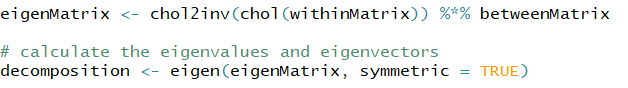 eigenMatrix <- chol2inv(chol(withinMatrix)) %*% betweenMatrix
# calculate the eigenvalues and eigenvectors
decomposition <- eigen(eigenMatrix, symmetric = TRUE)